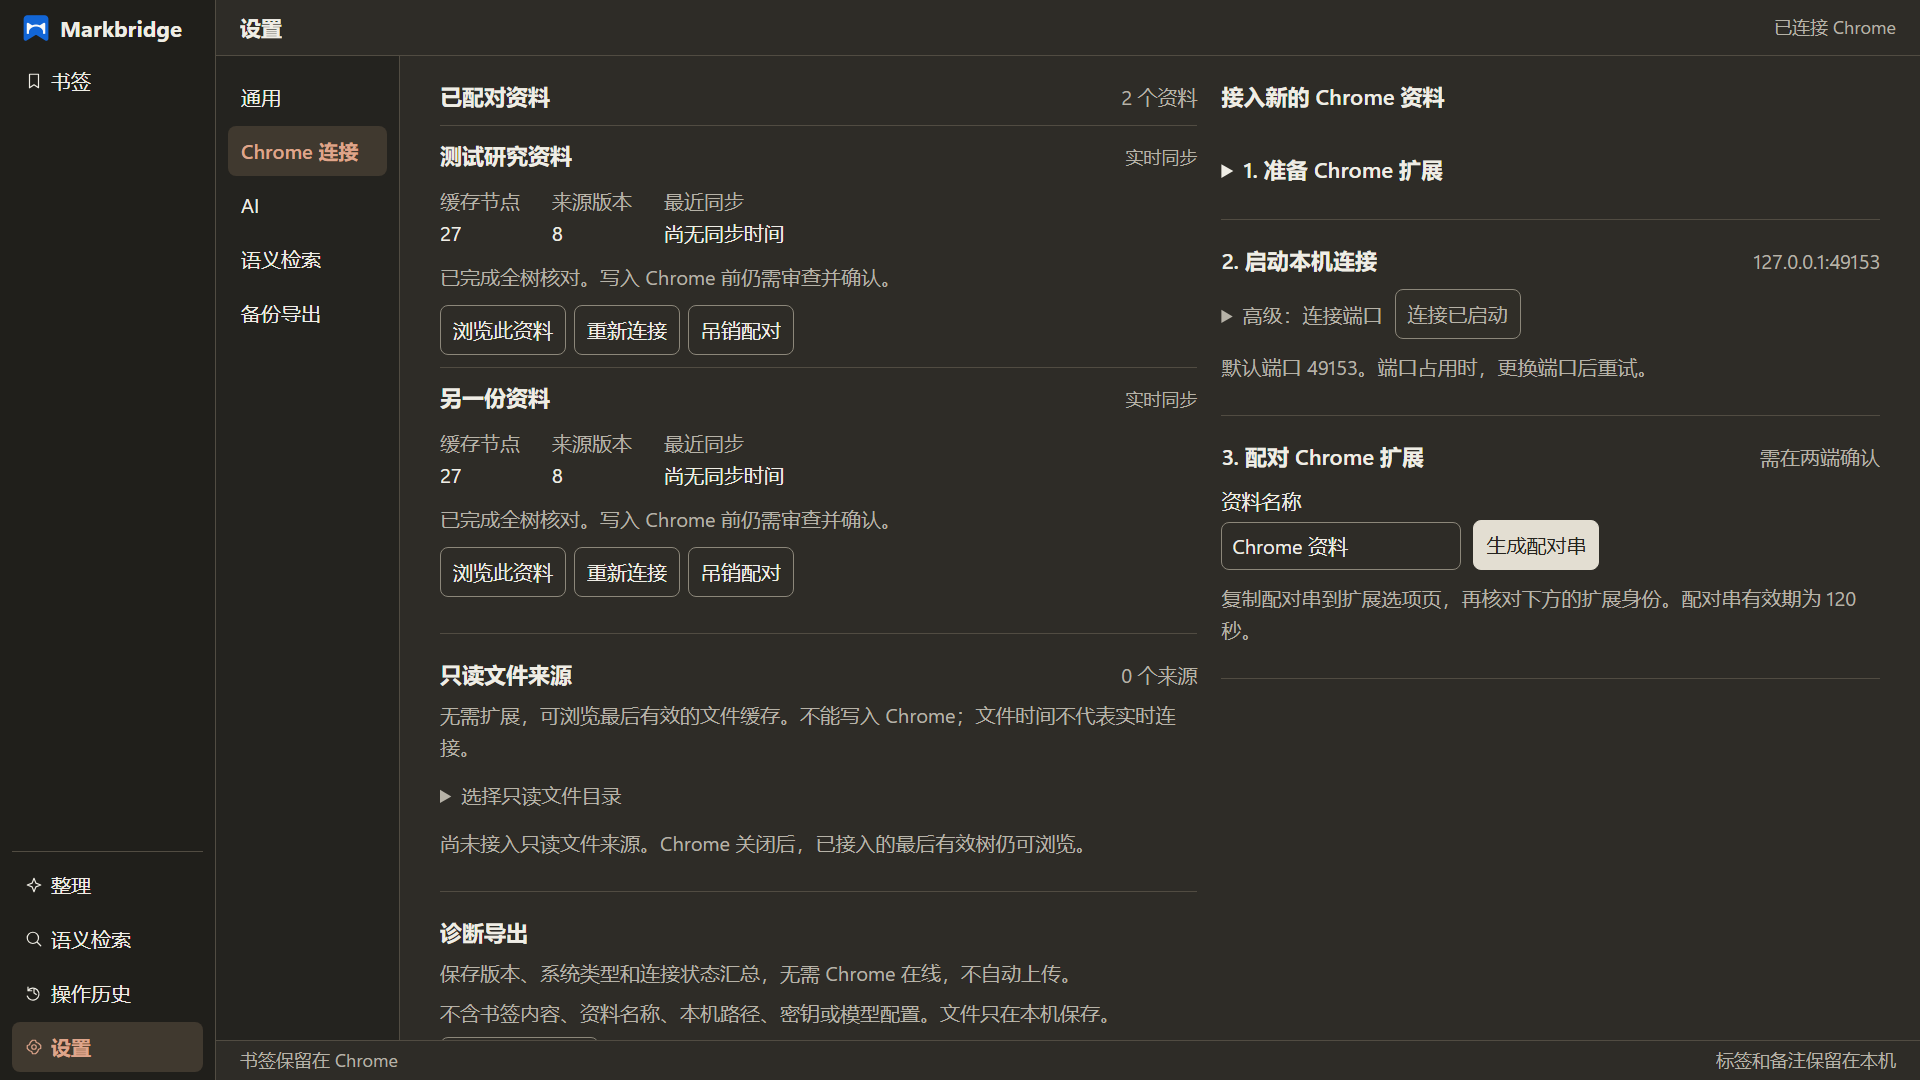 Markbridge
书签
整理
语义检索
操作历史
设置
设置
已连接 Chrome
通用
Chrome 连接
AI
语义检索
备份导出
已配对资料
2 个资料
测试研究资料
实时同步
缓存节点 来源版本 最近同步
27 8 尚无同步时间
已完成全树核对。写入 Chrome 前仍需审查并确认。
浏览此资料 重新连接 吊销配对
另一份资料
实时同步
缓存节点 来源版本 最近同步
27 8 尚无同步时间
已完成全树核对。写入 Chrome 前仍需审查并确认。
浏览此资料 重新连接 吊销配对
只读文件来源
0 个来源
无需扩展，可浏览最后有效的文件缓存。不能写入 Chrome；文件时间不代表实时连
接。
选择只读文件目录
尚未接入只读文件来源。Chrome 关闭后，已接入的最后有效树仍可浏览。
诊断导出
保存版本、系统类型和连接状态汇总，无需 Chrome 在线，不自动上传。
不含书签内容、资料名称、本机路径、密钥或模型配置。文件只在本机保存。
接入新的 Chrome 资料
1. 准备 Chrome 扩展
2. 启动本机连接
127.0.0.1:49153
高级：连接端口 连接已启动
默认端口 49153。端口占用时，更换端口后重试。
3. 配对 Chrome 扩展
需在两端确认
资料名称
Chrome 资料 生成配对串
复制配对串到扩展选项页，再核对下方的扩展身份。配对串有效期为 120
秒。
书签保留在 Chrome
标签和备注保留在本机